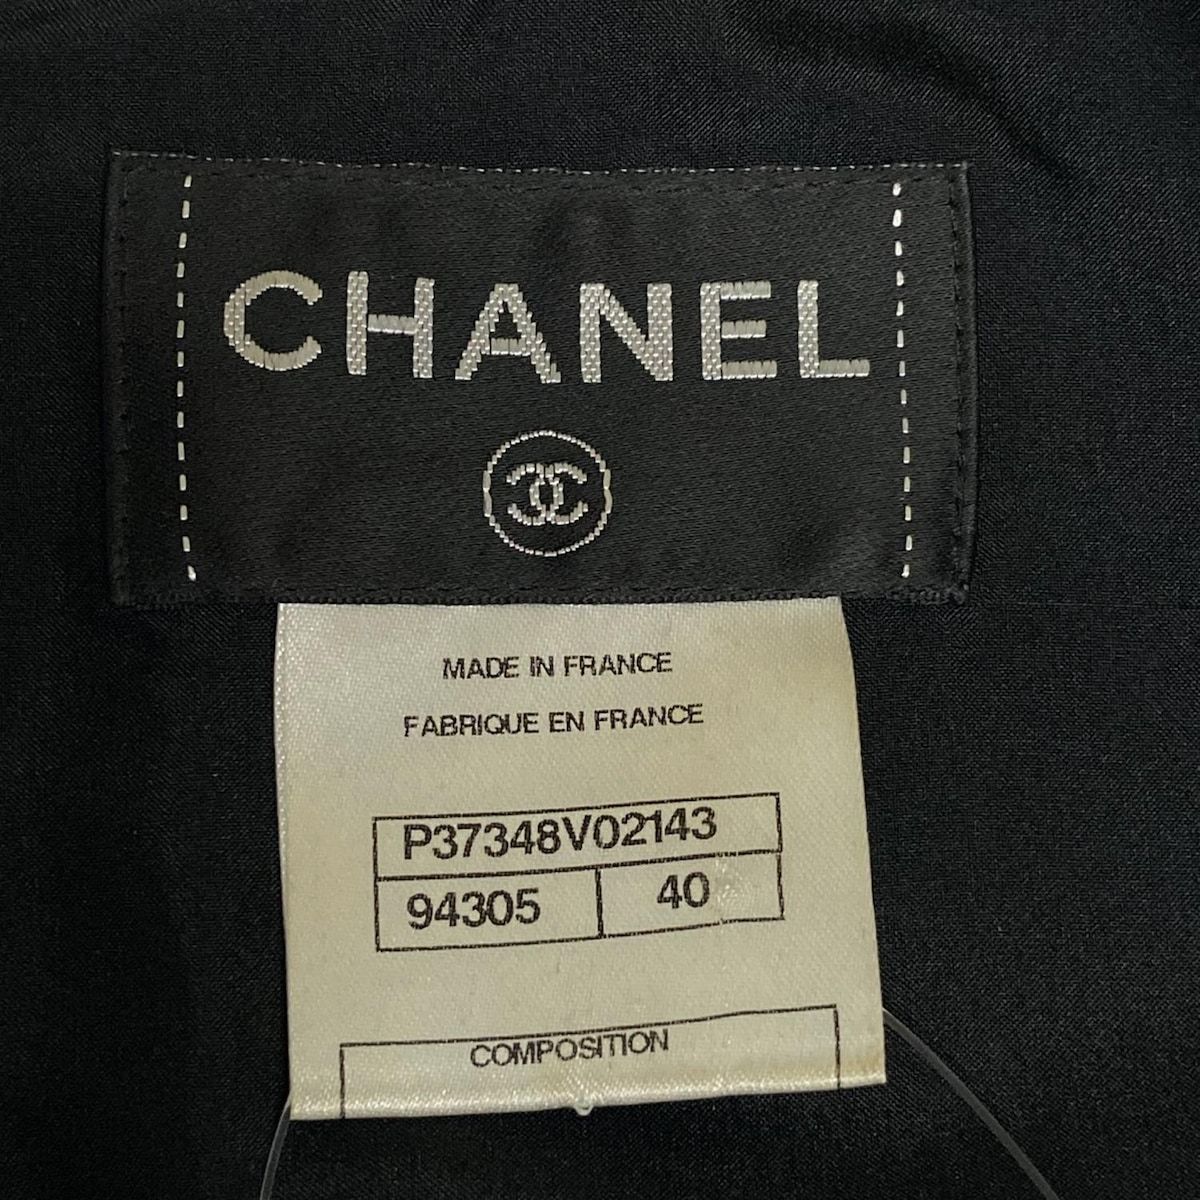 CHANEL
MADE IN FRANCE
FABRIQUE EN FRANCE
P37348V02143
94305 40
COMPOSITION